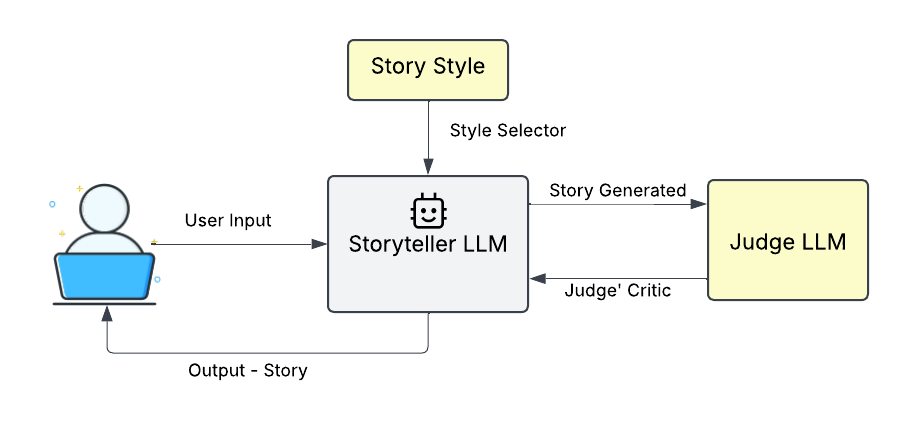 Story Style
Style Selector
User Input
Story Generated
Storyteller LLM
Judge LLM
Judge' Critic
Output - Story